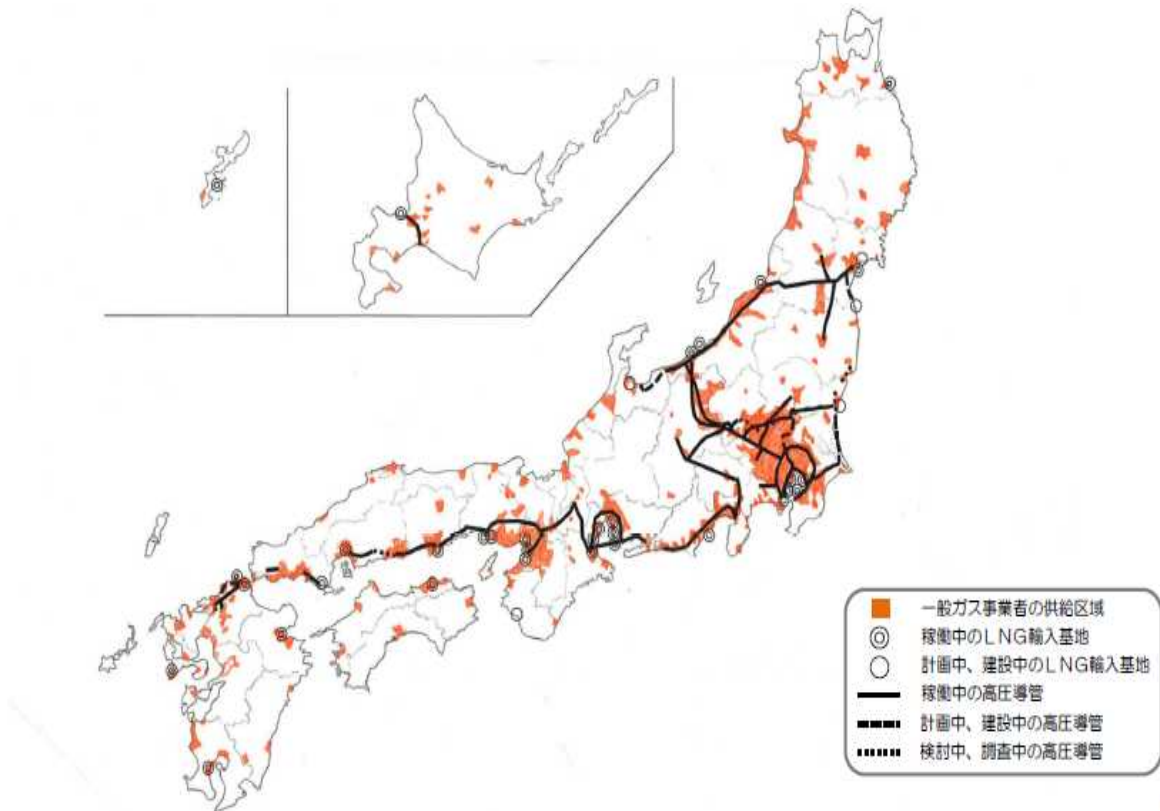 一般ガス事業者の供給区域
稼働中のLNG輸入基地
計画中、建設中のLNG輸入基地
稼働中の高圧導管
計画中、建設中の高圧導管
検討中、調査中の高圧導管